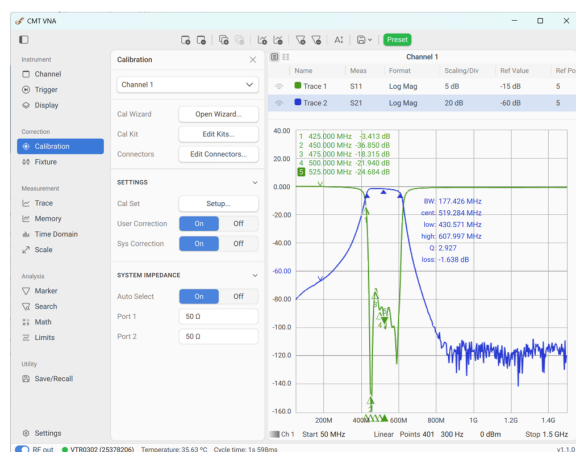 CMT VNA
Preset
Instrument
Channel
Trigger
Display
Correction
Calibration
Fixture
Measurement
Trace
Memory
Time Domain
Scale
Analysis
Marker
Search
Math
Limits
Utility
Save/Recall
Settings
Calibration
Channel 1
Cal Wizard Open Wizard...
Cal Kit Edit Kits...
Connectors Edit Connectors...
SETTINGS
Cal Set Setup...
User Correction On Off
Sys Correction On Off
SYSTEM IMPEDANCE
Auto Select On Off
Port 1 50 Ω
Port 2 50 Ω
Channel 1
Name Meas Format Scaling/Div Ref Value Ref Po
Trace 1 S11 Log Mag 5 dB -15 dB 5
Trace 2 S21 Log Mag 20 dB -60 dB 5
40.00
20.00
0.000
-20.00
-40.00
-60.00
-80.00
-100.0
-120.0
-140.0
-160.0
1 425.000 MHz -3.413 dB
2 450.000 MHz -36.850 dB
3 475.000 MHz -18.315 dB
4 500.000 MHz -21.940 dB
5 525.000 MHz -24.684 dB
BW: 177.426 MHz
cent: 519.284 MHz
low: 430.571 MHz
high: 607.997 MHz
Q: 2.927
loss: -1.638 dB
200M 400M 600M 800M 1G 1.2G 1.4G
Ch 1 Start 50 MHz Linear Points 401 300 Hz 0 dBm Stop 1.5 GHz
RF out VTR0302 (25378206) Temperature: 35.63 °C Cycle time: 1s 598ms v1.1.0